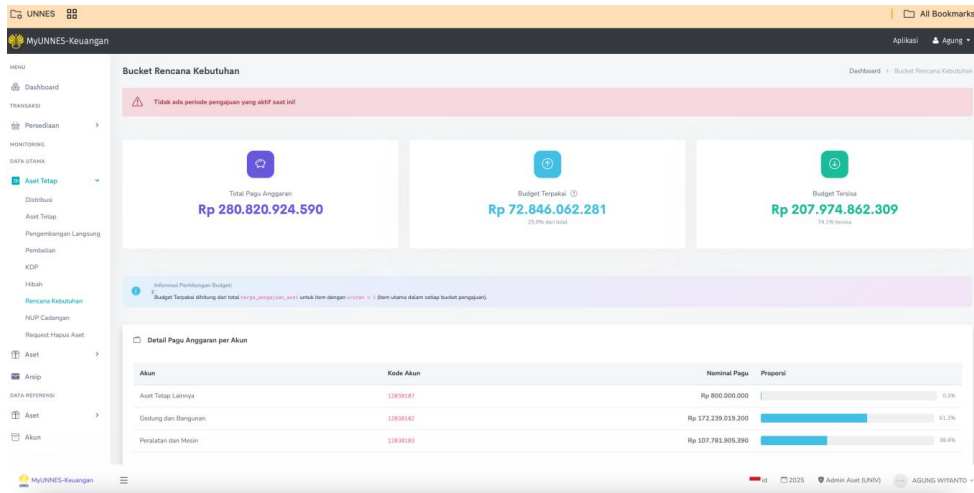 UNNES
All Bookmarks
MyUNNES-Keuangan
Aplikasi
Agung
MENU
Dashboard
TRANSAKSI
Persediaan
MONITORING
DATA UTAMA
Aset Tetap
Distribusi
Aset Tetap
Pengembangan Langsung
Pembelian
KDP
Hibah
Rencana Kebutuhan
NUP Cadangan
Request Hapus Aset
Aset
Arsip
DATA REFERENSI
Aset
Akun
Bucket Rencana Kebutuhan
Dashboard > Bucket Rencana Kebutuhan
Tidak ada periode pengajuan yang aktif saat ini!
Total Pagu Anggaran
Rp 280.820.924.590
Budget Terpakai
Rp 72.846.062.281
25.9% dari total
Budget Tersisa
Rp 207.974.862.309
74.1% tersisa
Informasi Perhitungan Budget:
Budget Terpakai dihitung dari total harga_pengajuan_aset untuk item dengan urutan = 1 (item utama dalam setiap bucket pengajuan).
Detail Pagu Anggaran per Akun
Akun Kode Akun Nominal Pagu Proporsi
Aset Tetap Lainnya 12030107 Rp 800.000.000 0.3%
Gedung dan Bangunan 12030102 Rp 172.239.019.200 61.3%
Peralatan dan Mesin 12030103 Rp 107.781.905.390 38.4%
MyUNNES-Keuangan
id
2025
Admin Aset (UNIV)
AGUNG WIYANTO